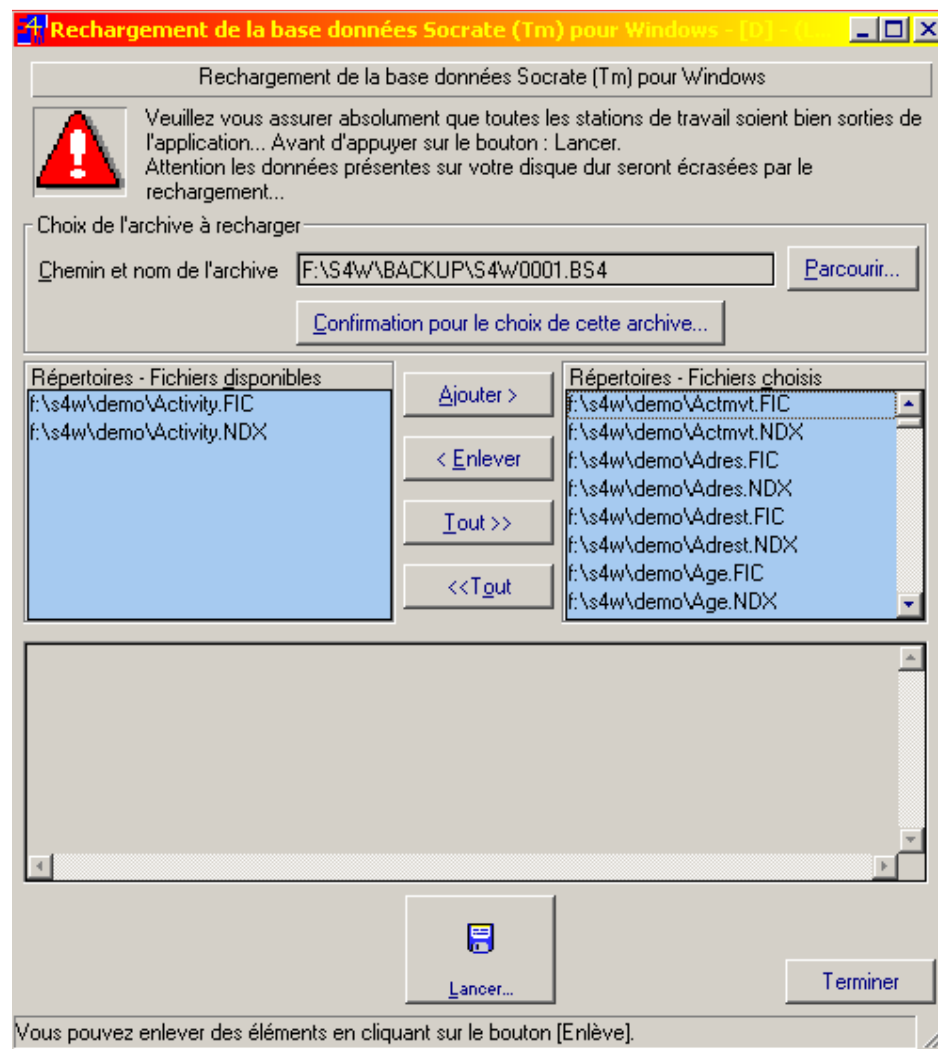 Rechargement de la base données Socrate (Tm) pour Windows - [D] - (L...
Rechargement de la base données Socrate (Tm) pour Windows
Veuillez vous assurer absolument que toutes les stations de travail soient bien sorties de
l'application... Avant d'appuyer sur le bouton : Lancer.
Attention les données présentes sur votre disque dur seront écrasées par le
rechargement...
Choix de l'archive à recharger
Chemin et nom de l'archive F:\S4W\BACKUP\S4W0001.BS4 Parcourir...
Confirmation pour le choix de cette archive...
Répertoires - Fichiers disponibles
f:\s4w\demo\Activity.FIC
f:\s4w\demo\Activity.NDX
Ajouter >
< Enlever
Tout >>
<<Tout
Répertoires - Fichiers choisis
f:\s4w\demo\Actmvt.FIC
f:\s4w\demo\Actmvt.NDX
f:\s4w\demo\Adres.FIC
f:\s4w\demo\Adres.NDX
f:\s4w\demo\Adrest.FIC
f:\s4w\demo\Adrest.NDX
f:\s4w\demo\Age.FIC
f:\s4w\demo\Age.NDX
Lancer...
Terminer
Vous pouvez enlever des éléments en cliquant sur le bouton [Enlève].